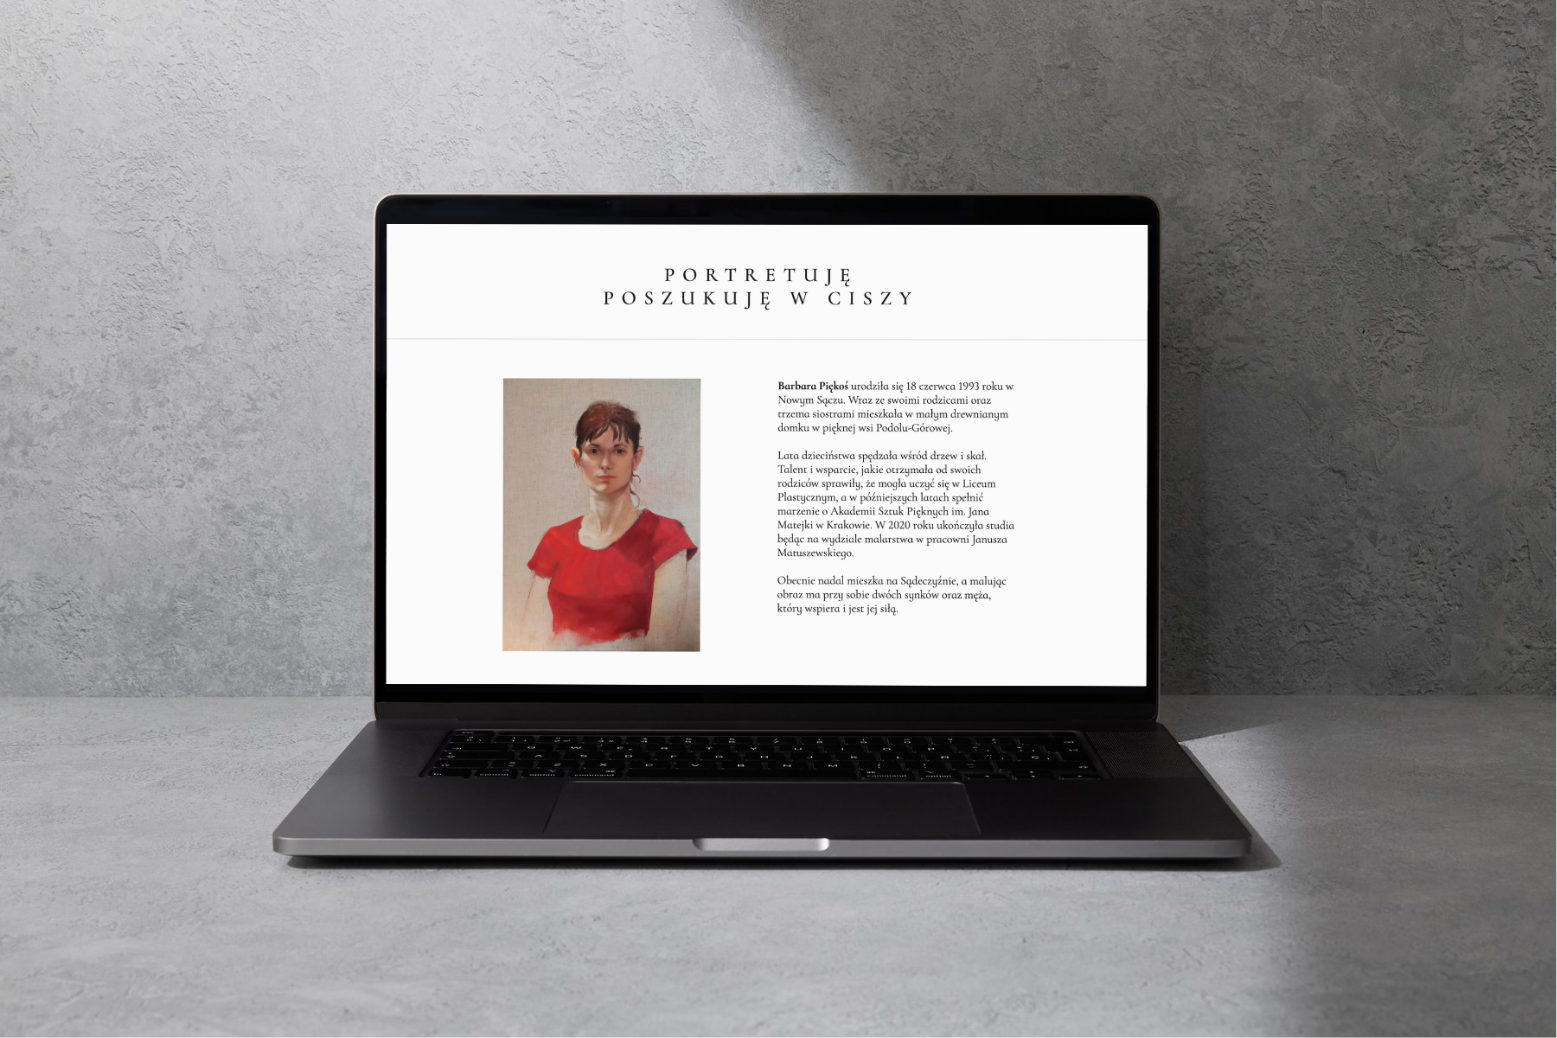 PORTRETUJĘ
POSZUKUJĘ W CISZY
Barbara Piękoś urodziła się 18 czerwca 1993 roku w
Nowym Sączu. Wraz ze swoimi rodzicami oraz
trzema siostrami mieszkała w małym drewnianym
domku w pięknej wsi Podolu-Górowej.
Lata dzieciństwa spędzała wśród drzew i skał.
Talent i wsparcie, jakie otrzymała od swoich
rodziców sprawiły, że mogła uczyć się w Liceum
Plastycznym, a w późniejszych latach spełnić
marzenie o Akademii Sztuk Pięknych im. Jana
Matejki w Krakowie. W 2020 roku ukończyła studia
będąc na wydziale malarstwa w pracowni Janusza
Matuszewskiego.
Obecnie nadal mieszka na Sądeczyźnie, a malując
obraz ma przy sobie dwóch synków oraz męża,
który wspiera i jest jej siłą.